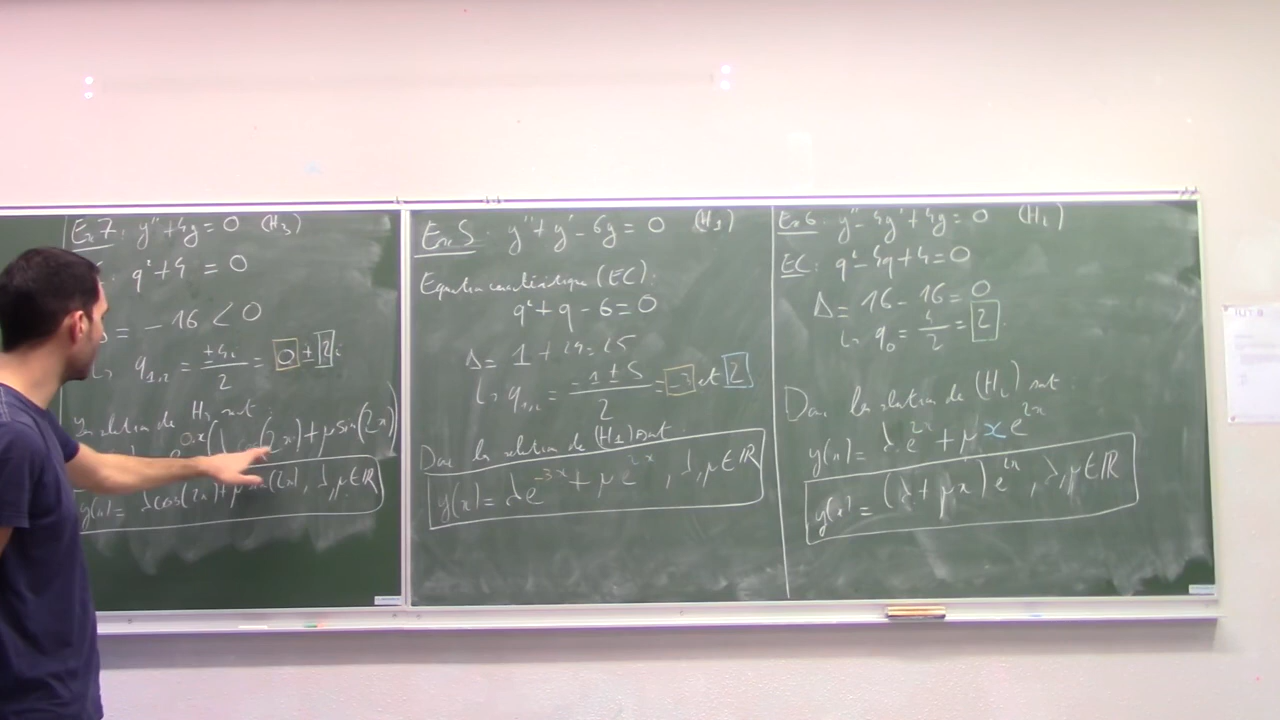 Ex 7: y'' + 4y = 0 (H₃)
: q² + 4 = 0
= -16 < 0
↳ q₁,₂ = ±4i/2 = 0 ± 2i
solution de H₃ sont :
e^{0x}(λcos(2x) + μ sin(2x))
y(x) = λcos(2x) + μ sin(2x), λ, μ ∈ ℝ
Ex 5: y'' + y' - 6y = 0 (H₁)
Equation caractéristique (EC):
q² + q - 6 = 0
Δ = 1 + 24 = 25
↳ q₁,₂ = -1 ± 5/2 = -3 et 2
Donc les solution de (H1) sont :
y(x) = λe^{-3x} + μe^{2x}, λ, μ ∈ ℝ
Ex 6: y'' - 4y' + 4y = 0 (H₂)
EC: q² - 4q + 4 = 0
Δ = 16 - 16 = 0
↳ q₀ = 4/2 = 2
Donc les solution de (H₂) sont :
y(x) = λ.e^{2x} + μ x e^{2x}
y(x) = (λ + μx)e^{2x}, λ, μ ∈ ℝ